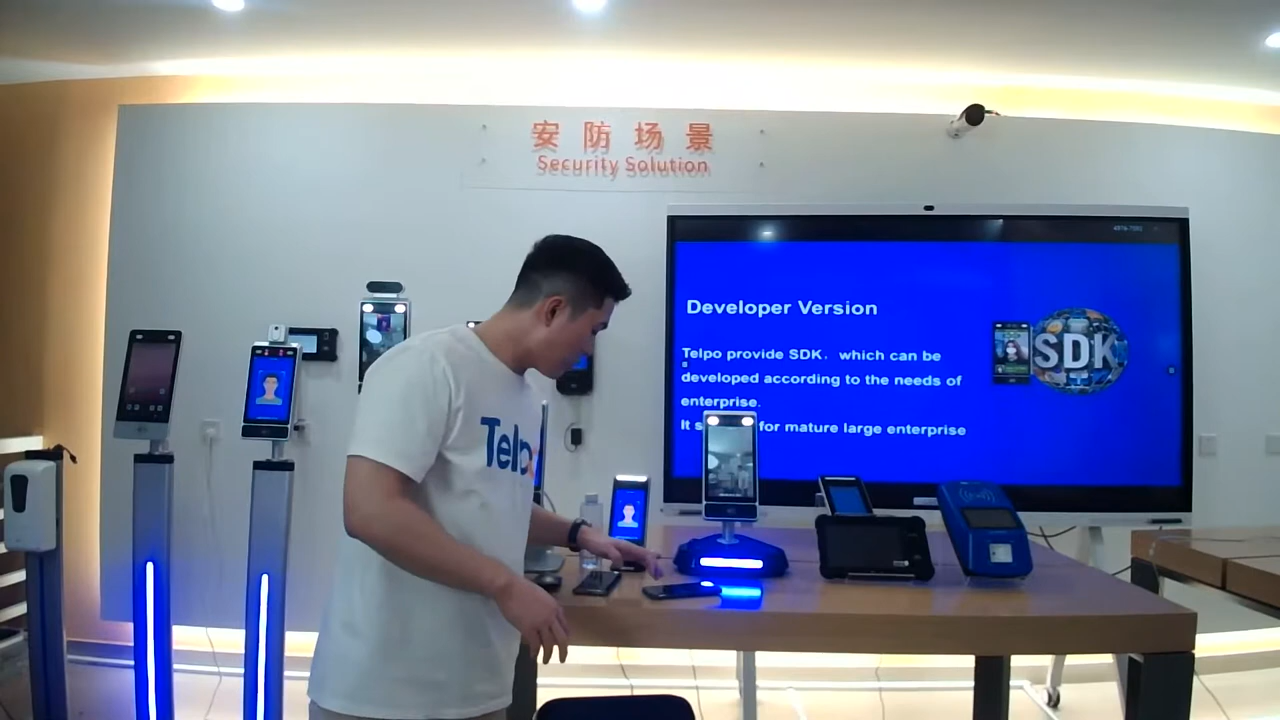 安防场景
Security Solution
Developer Version
Telpo provide SDK, which can be
developed according to the needs of
enterprise.
It s for mature large enterprise
SDK
Telpo